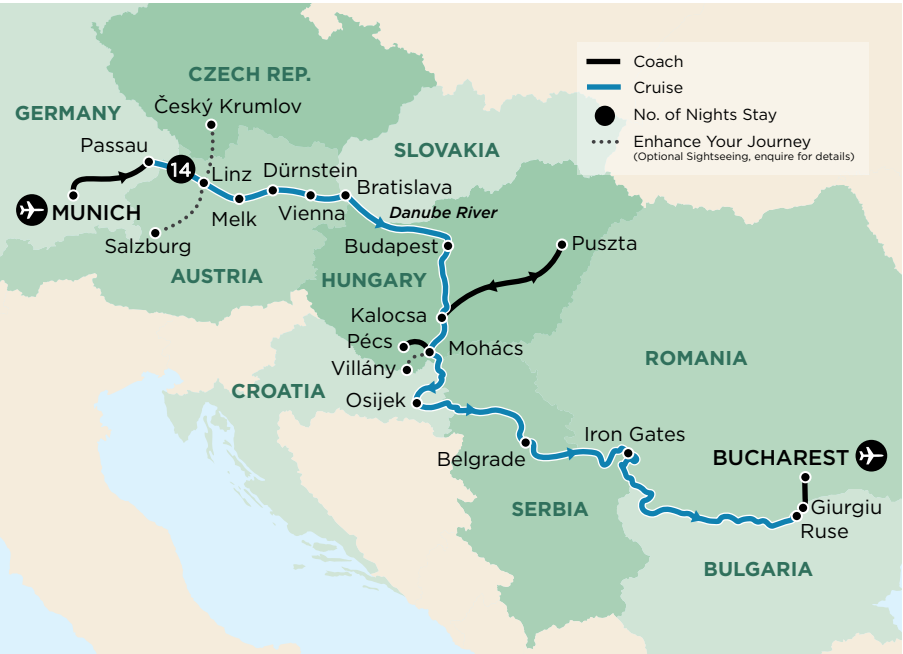 Coach
Cruise
No. of Nights Stay
Enhance Your Journey
(Optional Sightseeing, enquire for details)
CZECH REP.
GERMANY
Český Krumlov
Passau
SLOVAKIA
14
Linz
Dürnstein
Bratislava
MUNICH
Melk
Vienna
Danube River
Salzburg
Budapest
Puszta
AUSTRIA
HUNGARY
Kalocsa
Pécs
Mohács
Villány
ROMANIA
CROATIA
Osijek
Iron Gates
Belgrade
BUCHAREST
SERBIA
Giurgiu
Ruse
BULGARIA